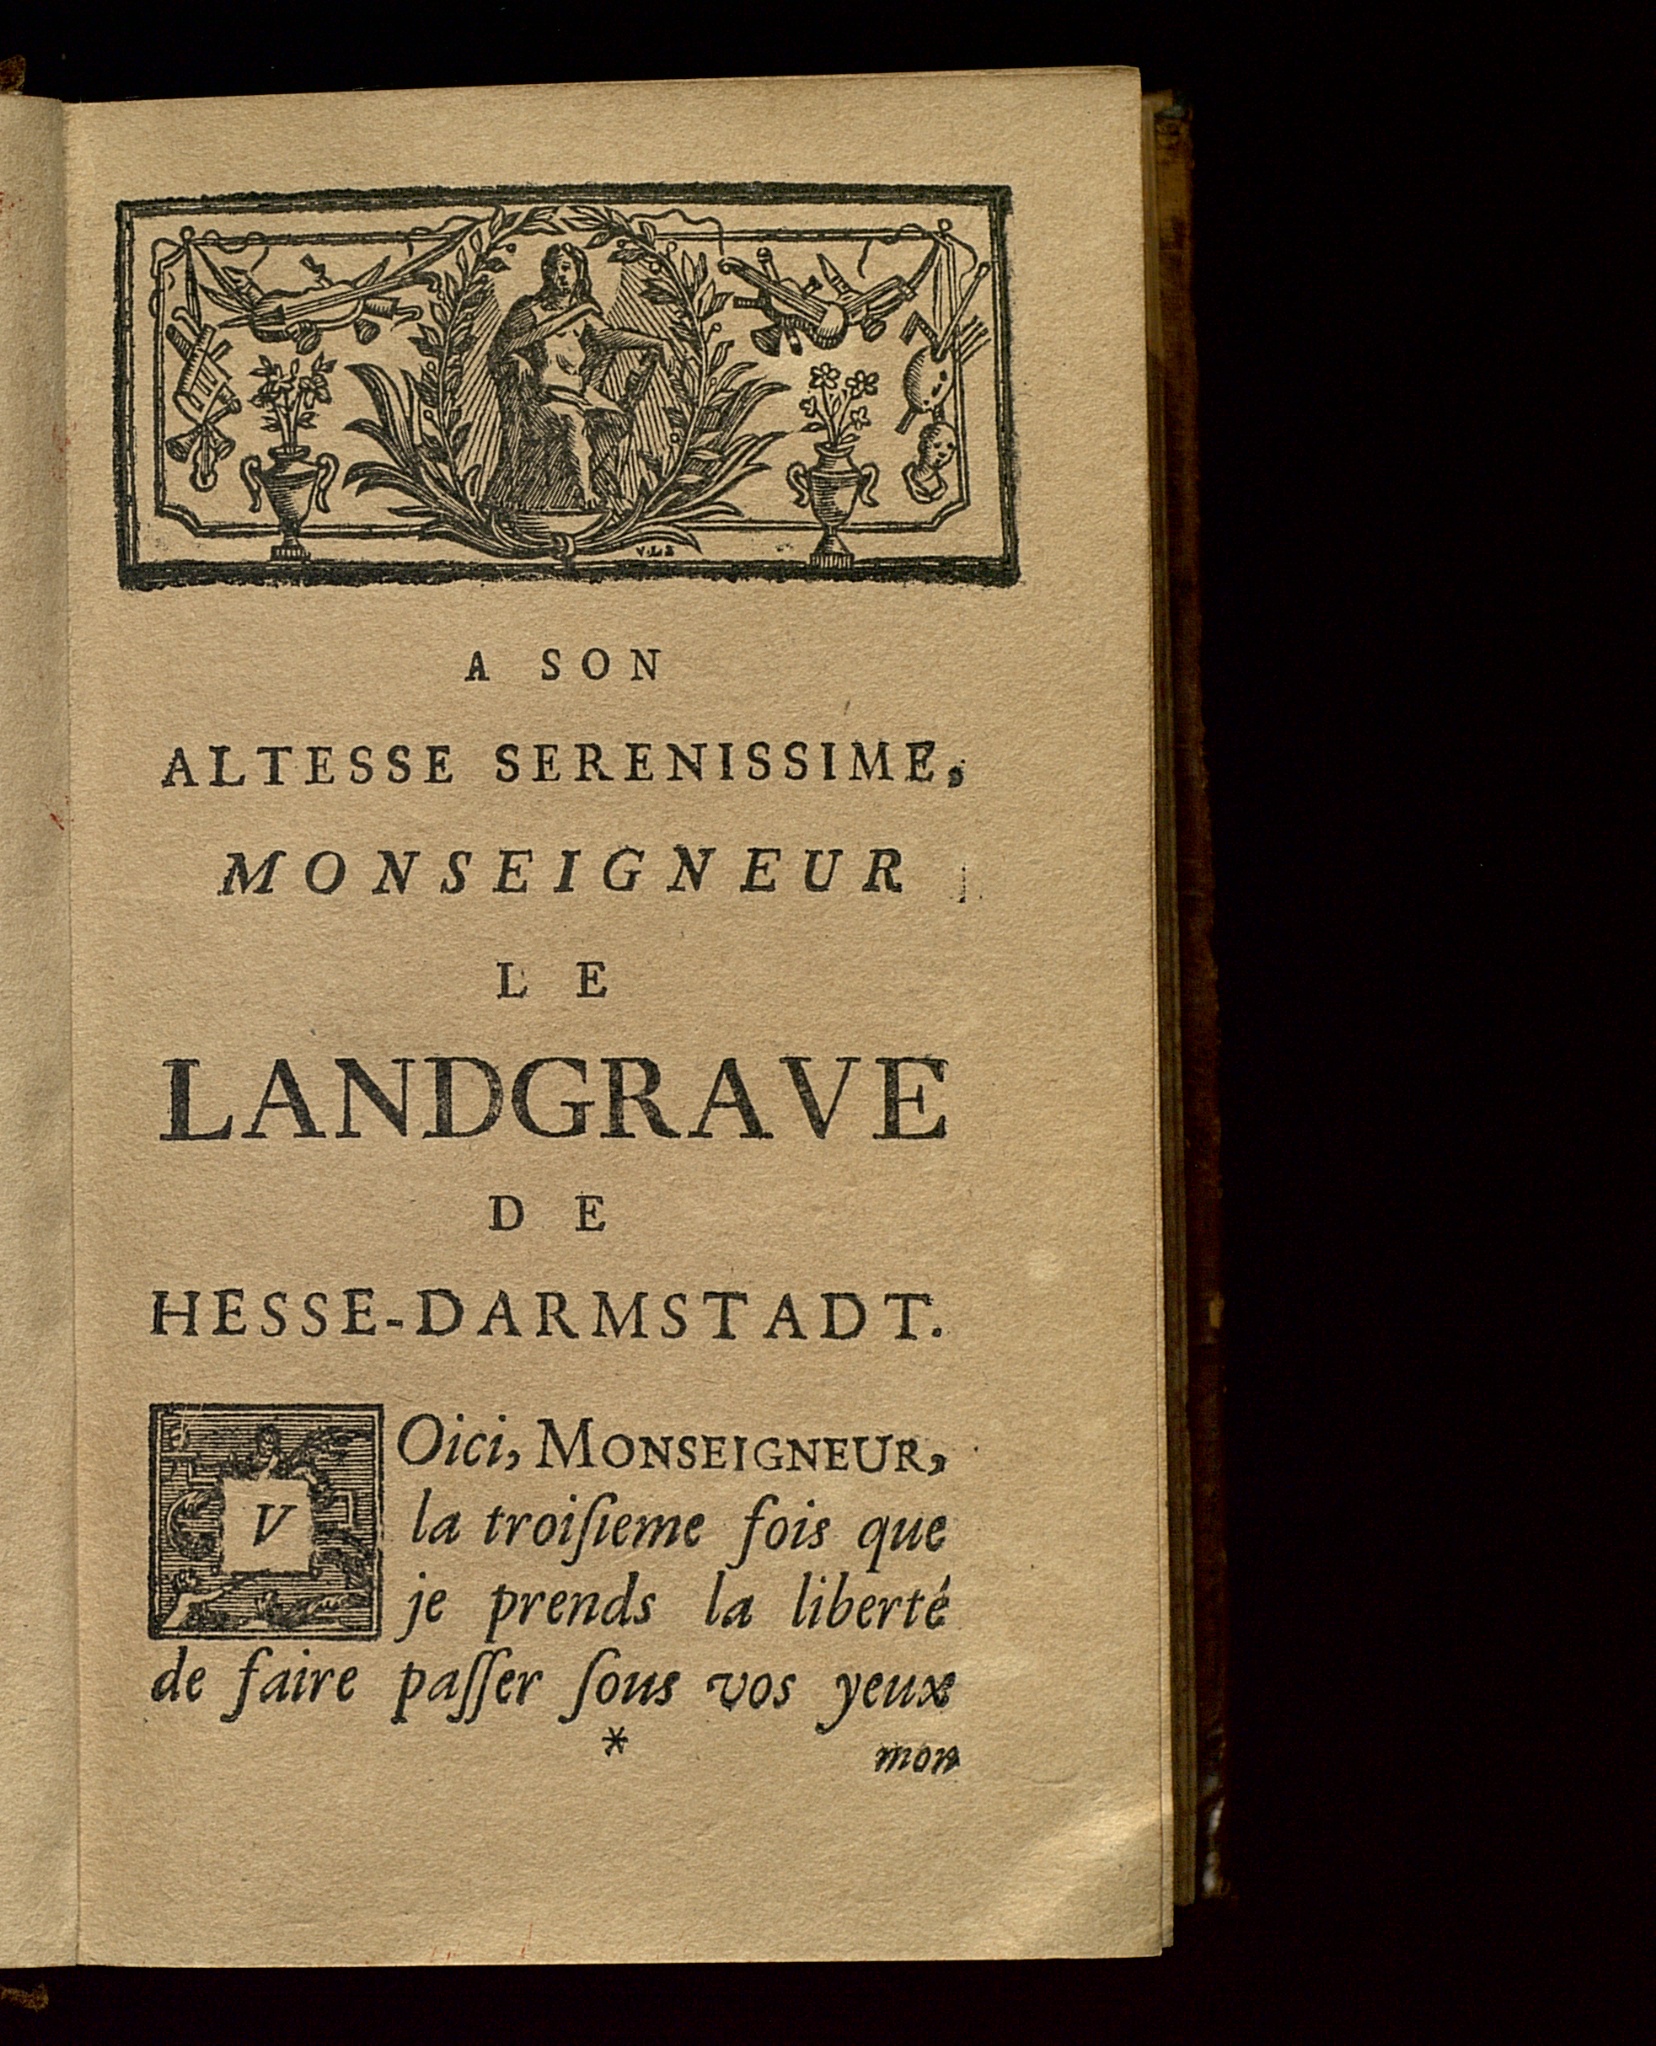 V.L.S
A SON
ALTESSE SERENISSIME,
MONSEIGNEUR
LE
LANDGRAVE
DE
HESSE-DARMSTADT.
VOici, MONSEIGNEUR,
la troiſieme fois que
je prends la liberté
de faire paſſer ſous vos yeux
*
mon